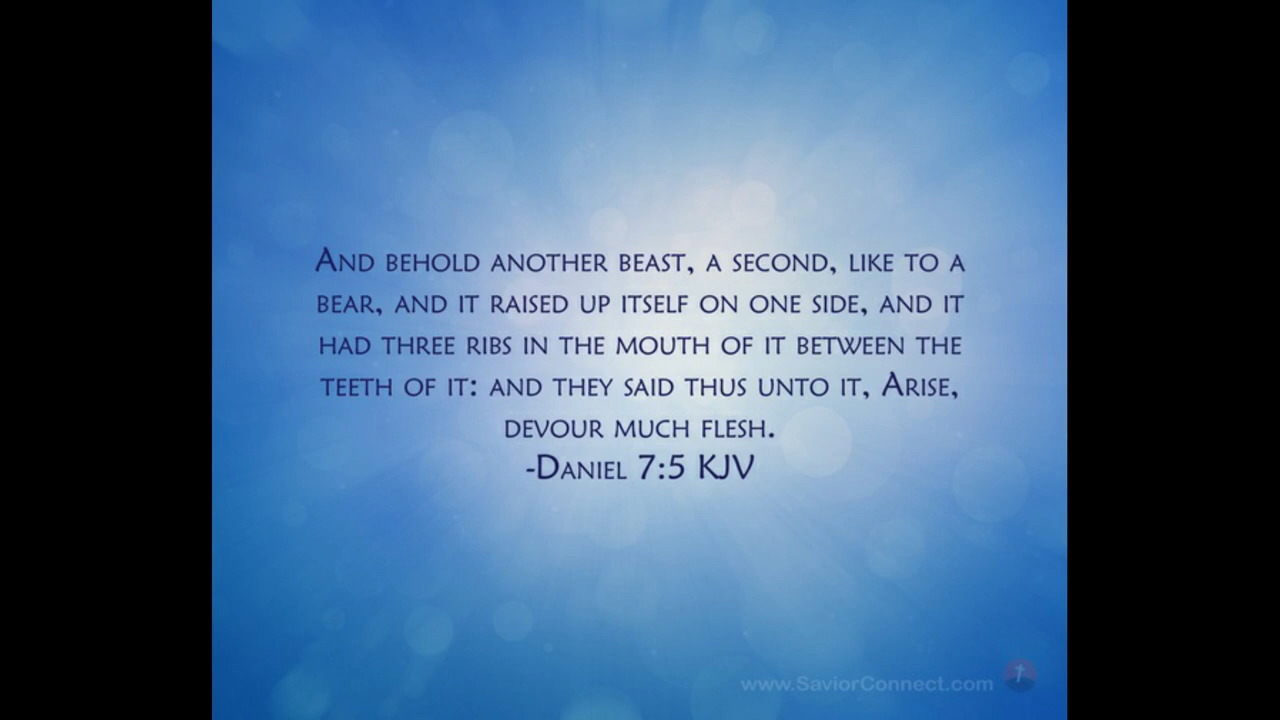 And behold another beast, a second, like to a
bear, and it raised up itself on one side, and it
had three ribs in the mouth of it between the
teeth of it: and they said thus unto it, Arise,
devour much flesh.
-Daniel 7:5 KJV
www.SaviorConnect.com